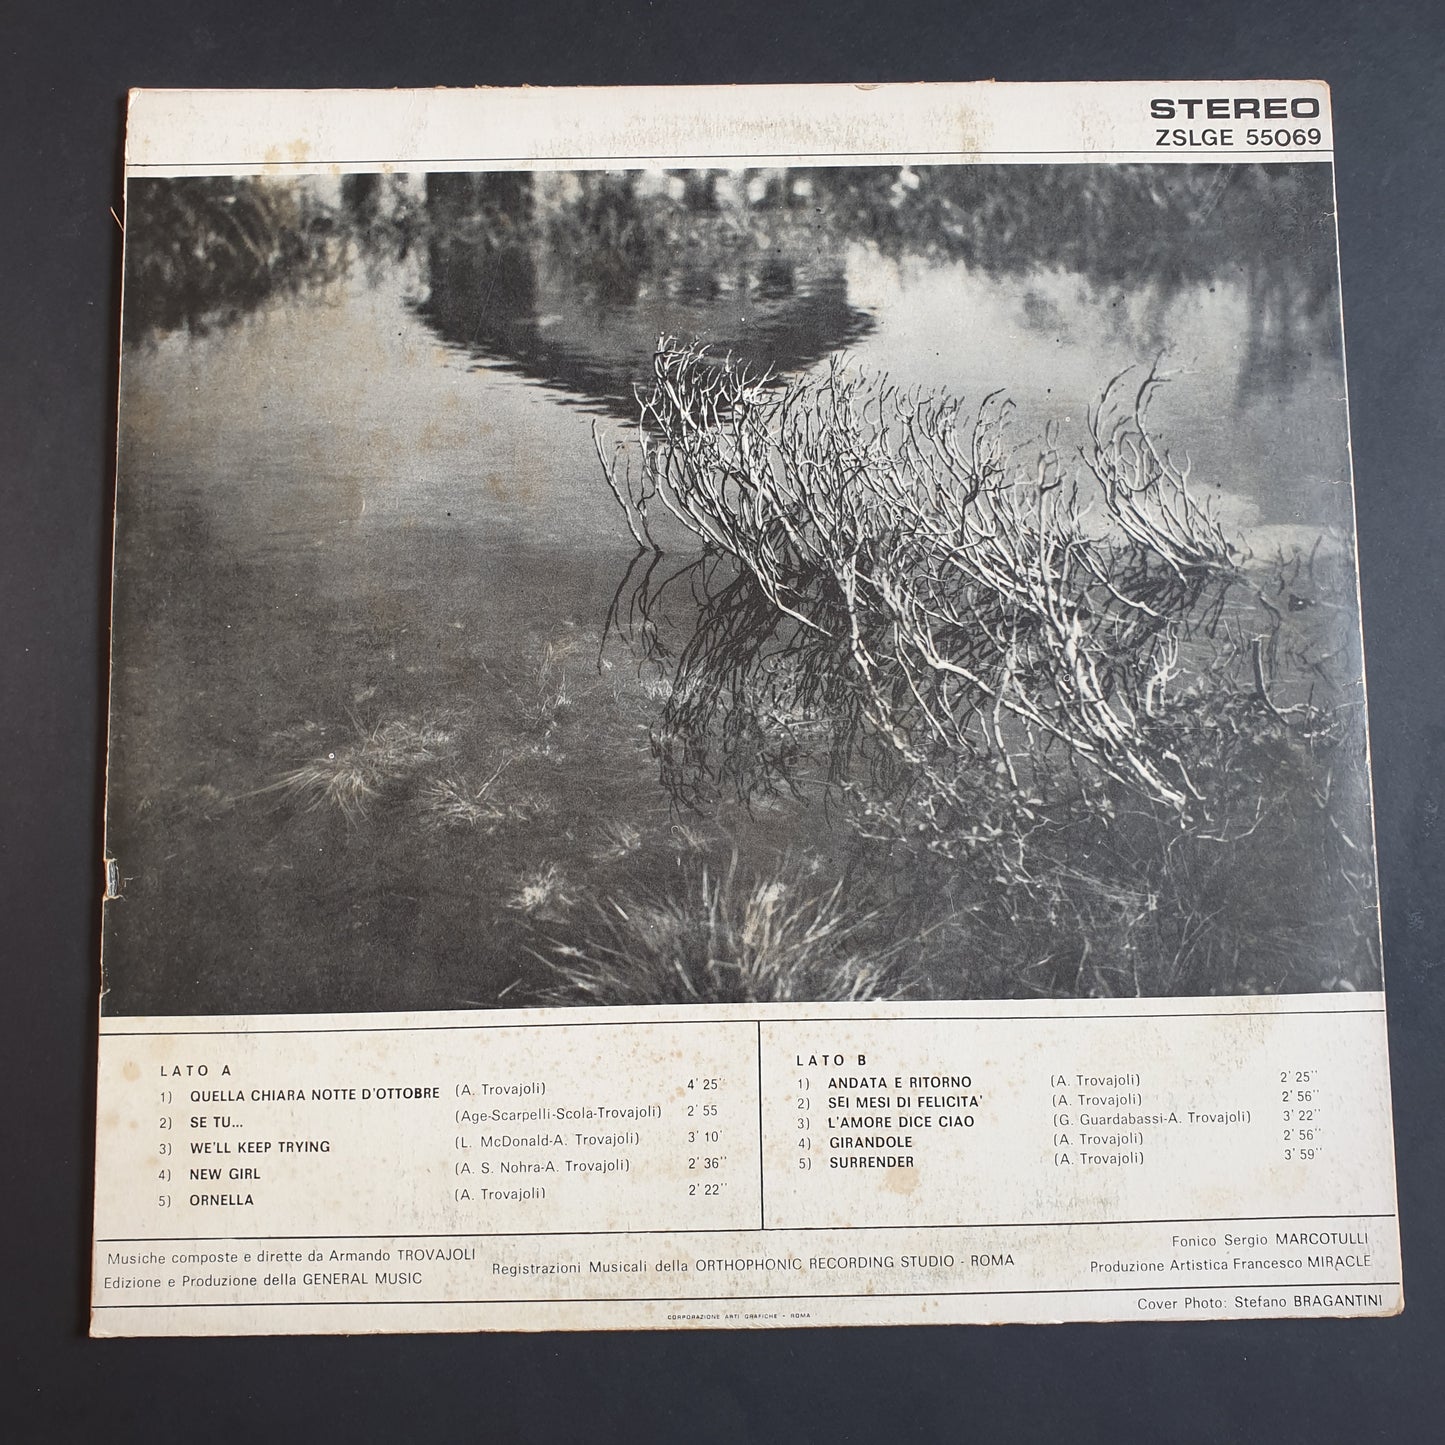 STEREO
ZSLGE 55069
LATO A
1) QUELLA CHIARA NOTTE D'OTTOBRE (A. Trovajoli) 4' 25''
2) SE TU... (Age-Scarpelli-Scola-Trovajoli) 2' 55
3) WE'LL KEEP TRYING (L. McDonald-A. Trovajoli) 3' 10'
4) NEW GIRL (A. S. Nohra-A. Trovajoli) 2' 36''
5) ORNELLA (A. Trovajoli) 2' 22''
LATO B
1) ANDATA E RITORNO (A. Trovajoli) 2' 25''
2) SEI MESI DI FELICITA' (A. Trovajoli) 2' 56''
3) L'AMORE DICE CIAO (G. Guardabassi-A. Trovajoli) 3' 22''
4) GIRANDOLE (A. Trovajoli) 2' 56''
5) SURRENDER (A. Trovajoli) 3' 59''
Musiche composte e dirette da Armando TROVAJOLI
Edizione e Produzione della GENERAL MUSIC
Registrazioni Musicali della ORTHOPHONIC RECORDING STUDIO - ROMA
Fonico Sergio MARCOTULLI
Produzione Artistica Francesco MIRACLE
Cover Photo: Stefano BRAGANTINI
CORPORAZIONE ARTI GRAFICHE - ROMA